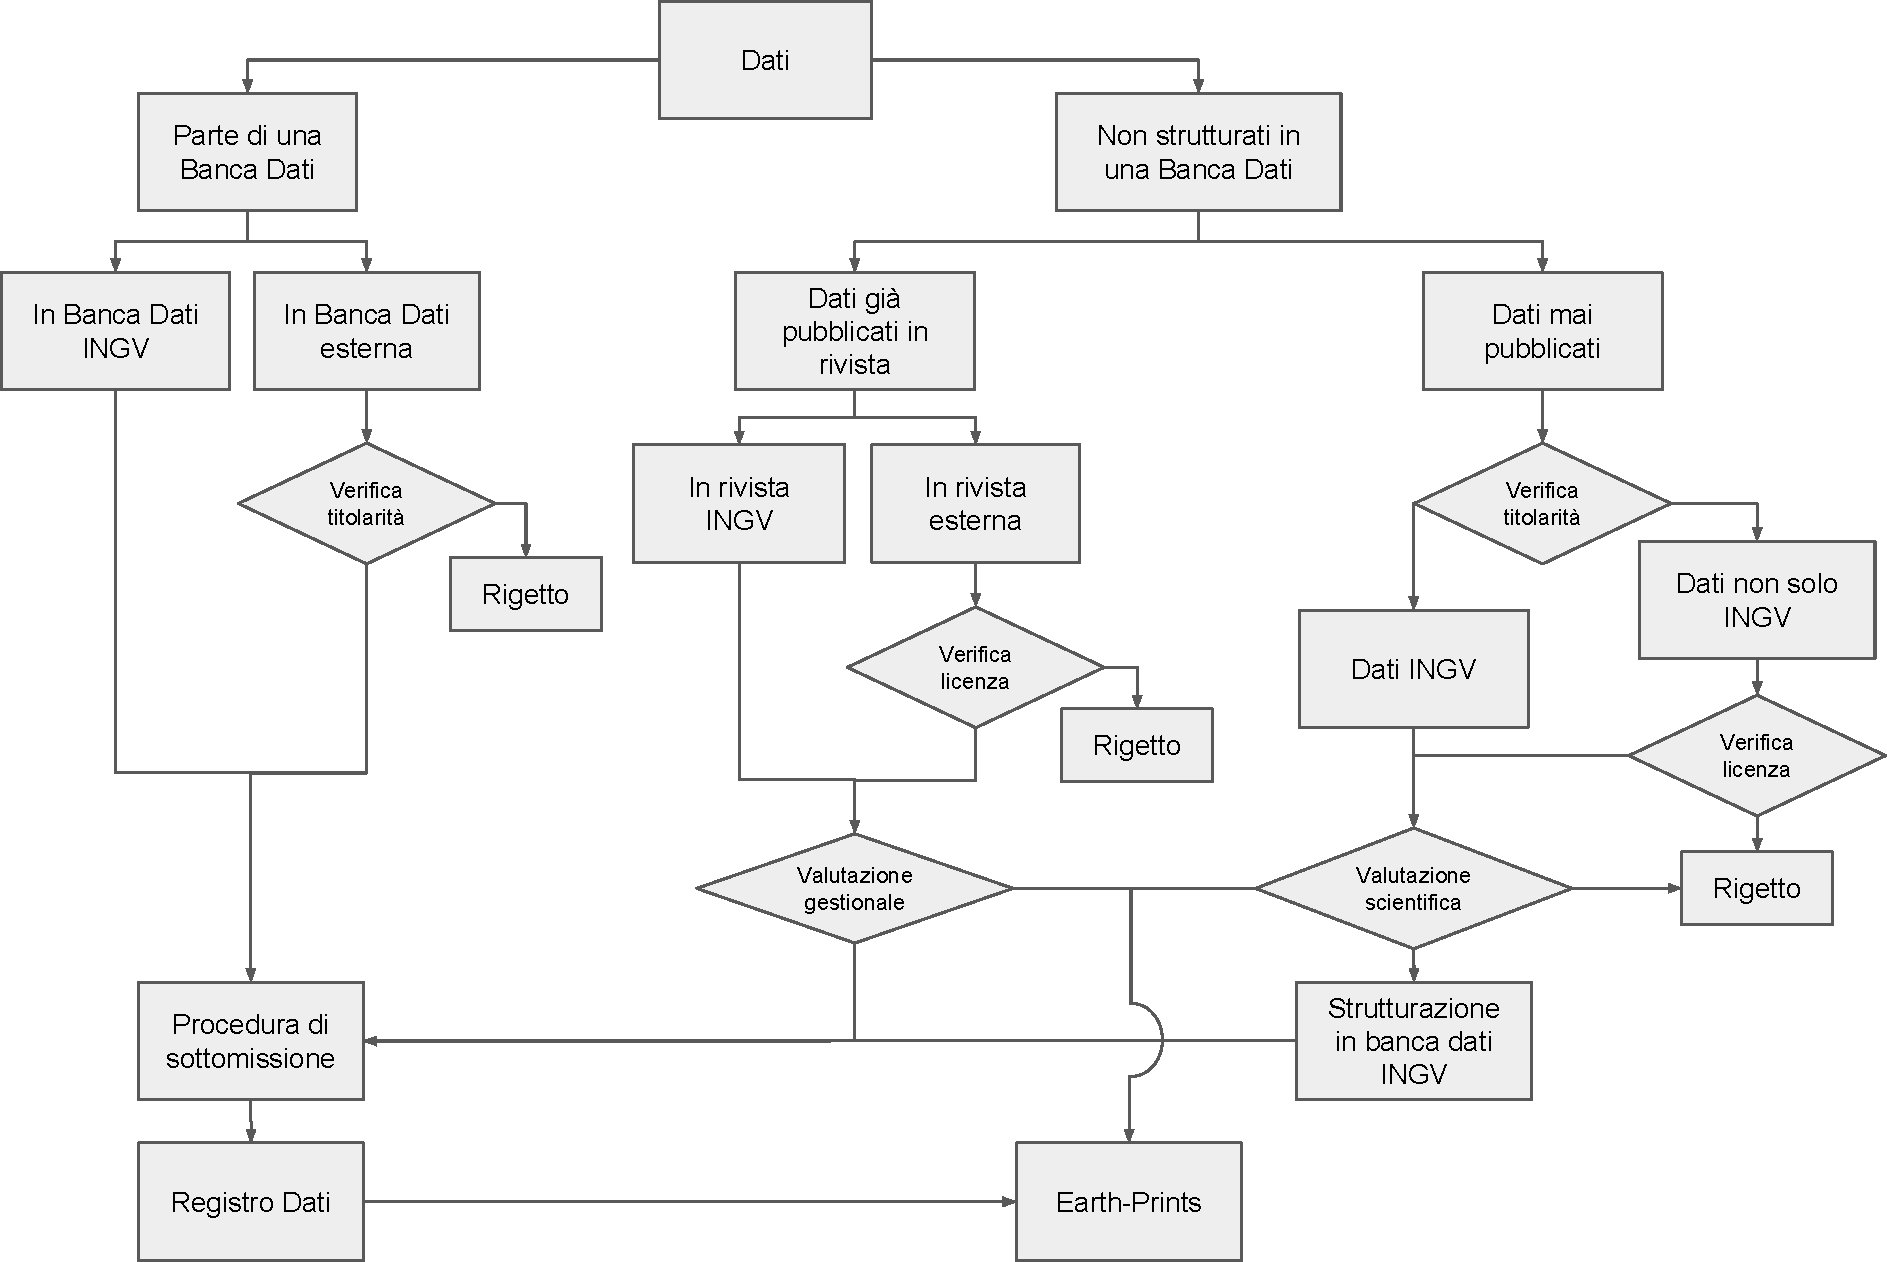 Dati
Parte di una
Banca Dati
Non strutturati in
una Banca Dati
In Banca Dati
INGV
In Banca Dati
esterna
Dati già
pubblicati in
rivista
Dati mai
pubblicati
Verifica
titolarità
In rivista
INGV
In rivista
esterna
Verifica
titolarità
Rigetto
Dati non solo
INGV
Verifica
licenza
Dati INGV
Rigetto
Verifica
licenza
Valutazione
gestionale
Valutazione
scientifica
Rigetto
Procedura di
sottomissione
Strutturazione
in banca dati
INGV
Registro Dati
Earth-Prints